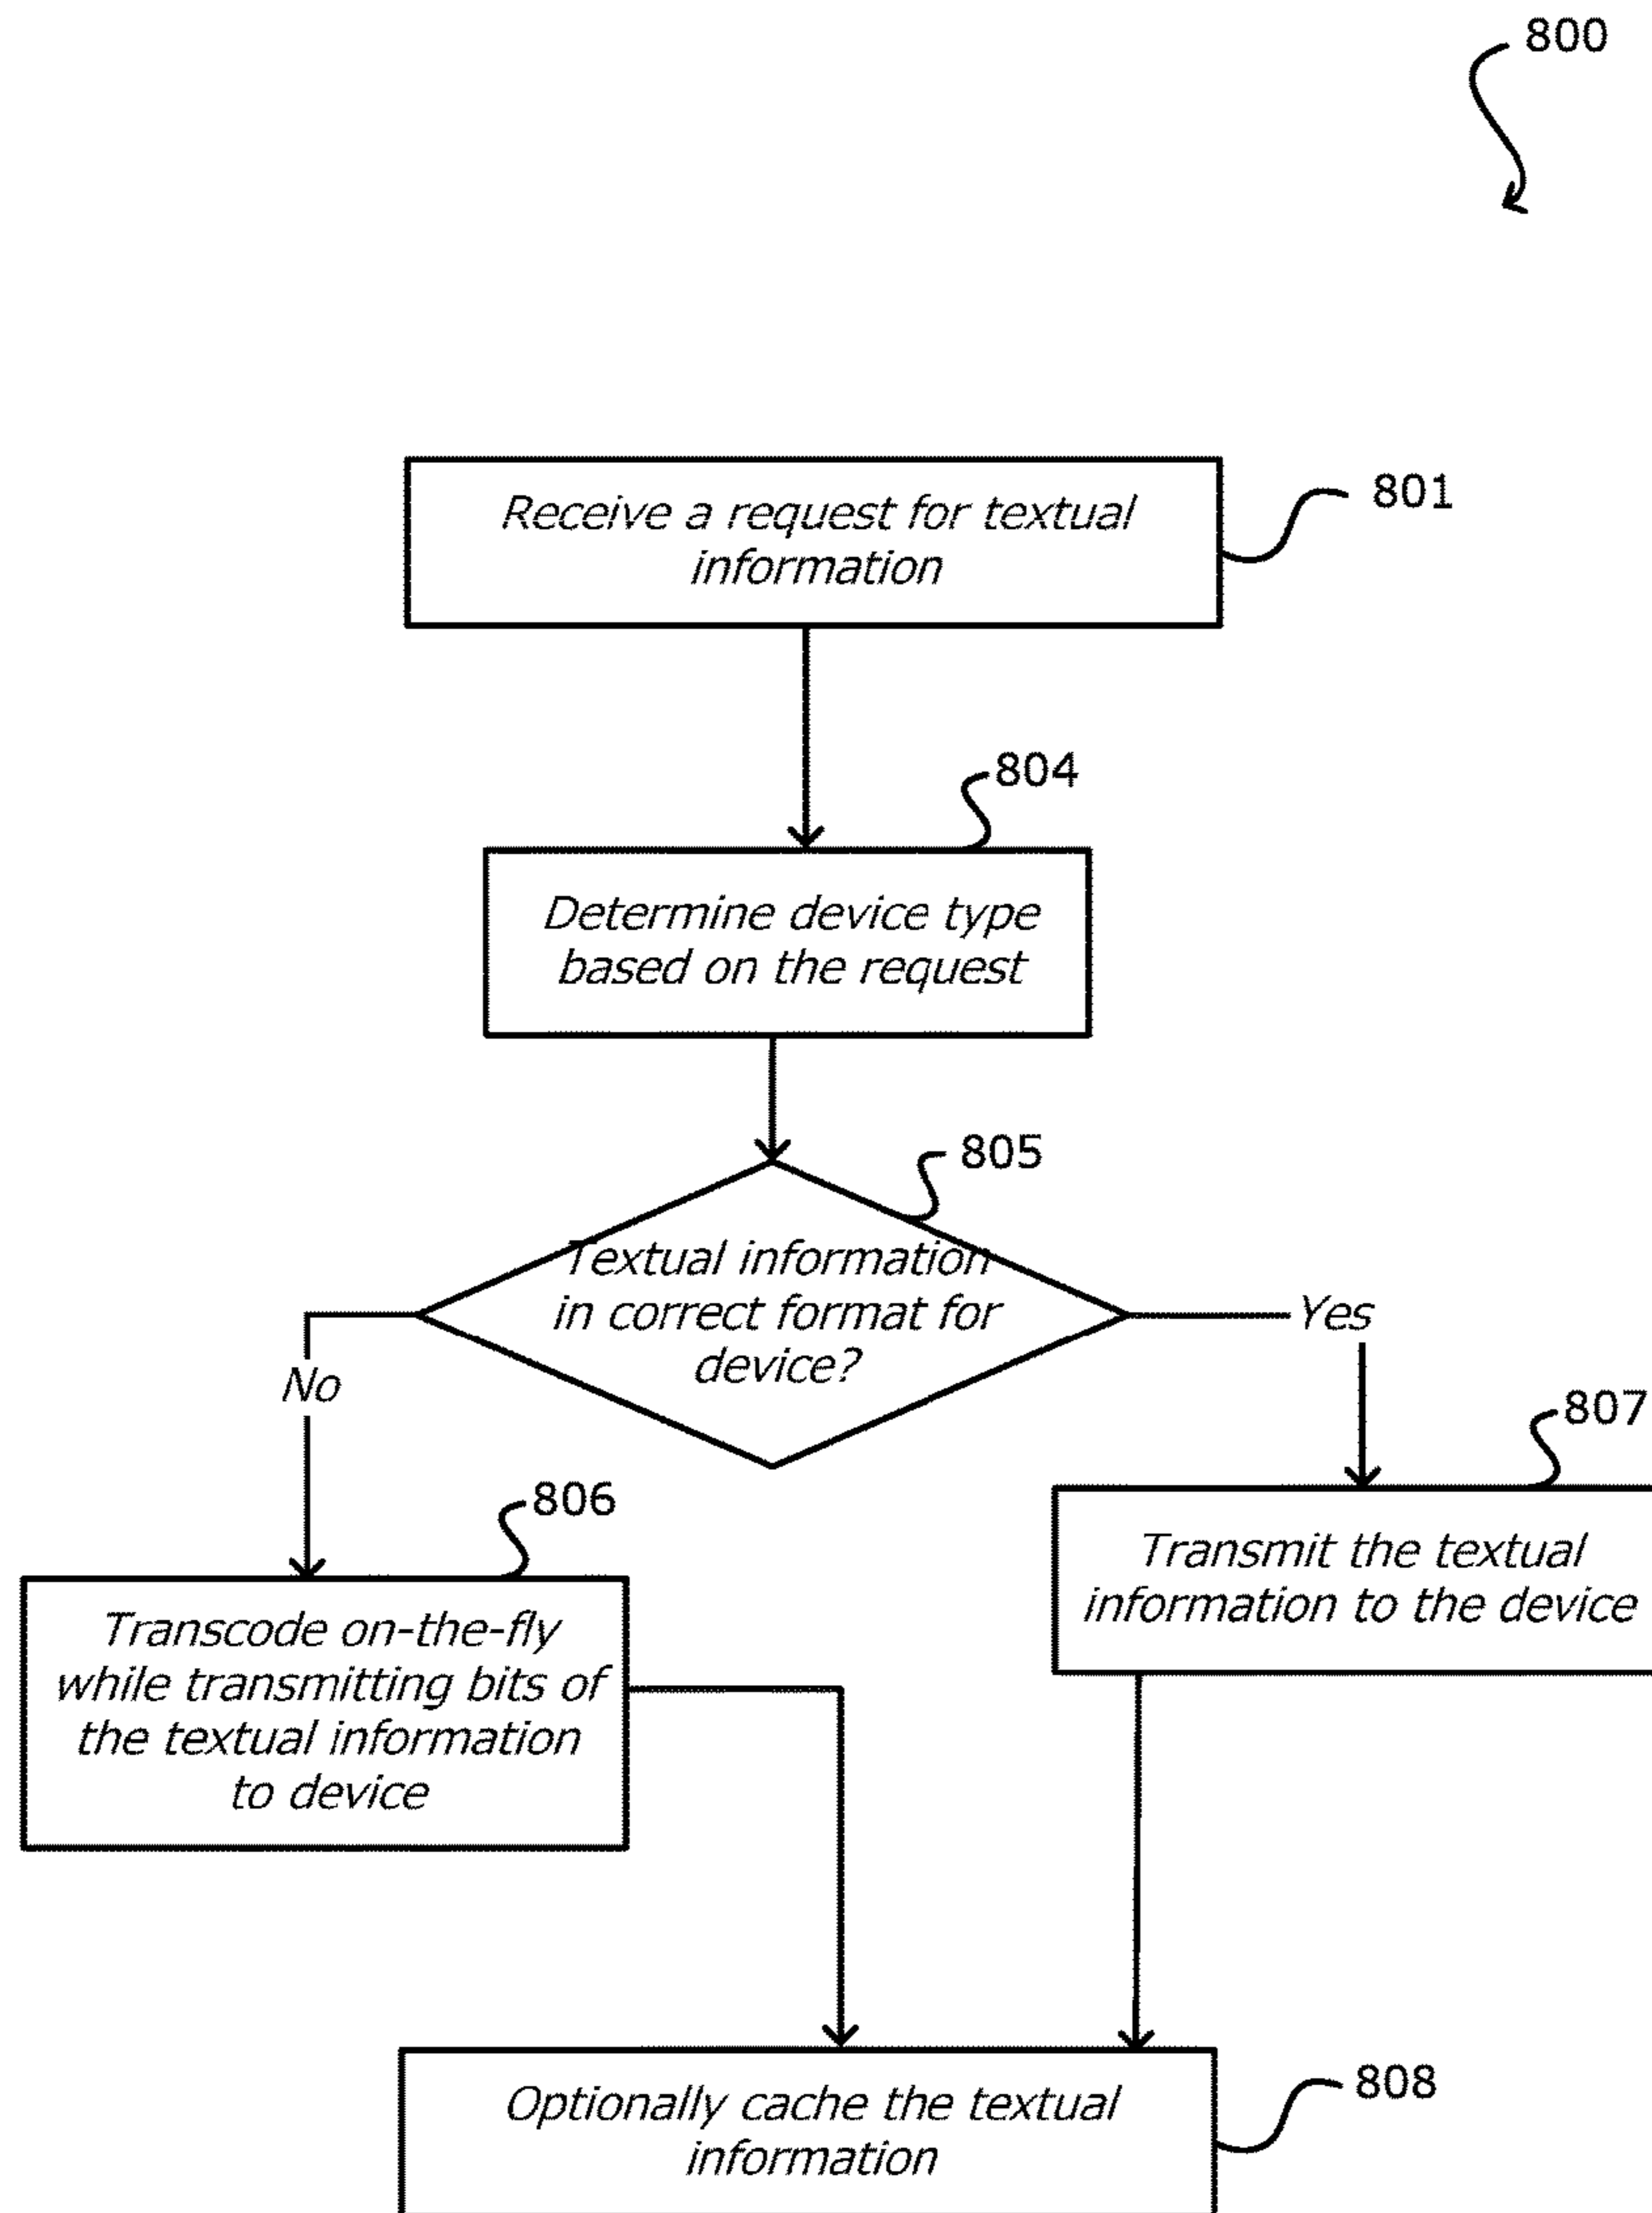 800
Receive a request for textual
information
801
804
Determine device type
based on the request
805
Textual information
in correct format for
device?
Yes
No
807
806
Transmit the textual
information to the device
Transcode on-the-fly
while transmitting bits of
the textual information
to device
Optionally cache the textual
information
808